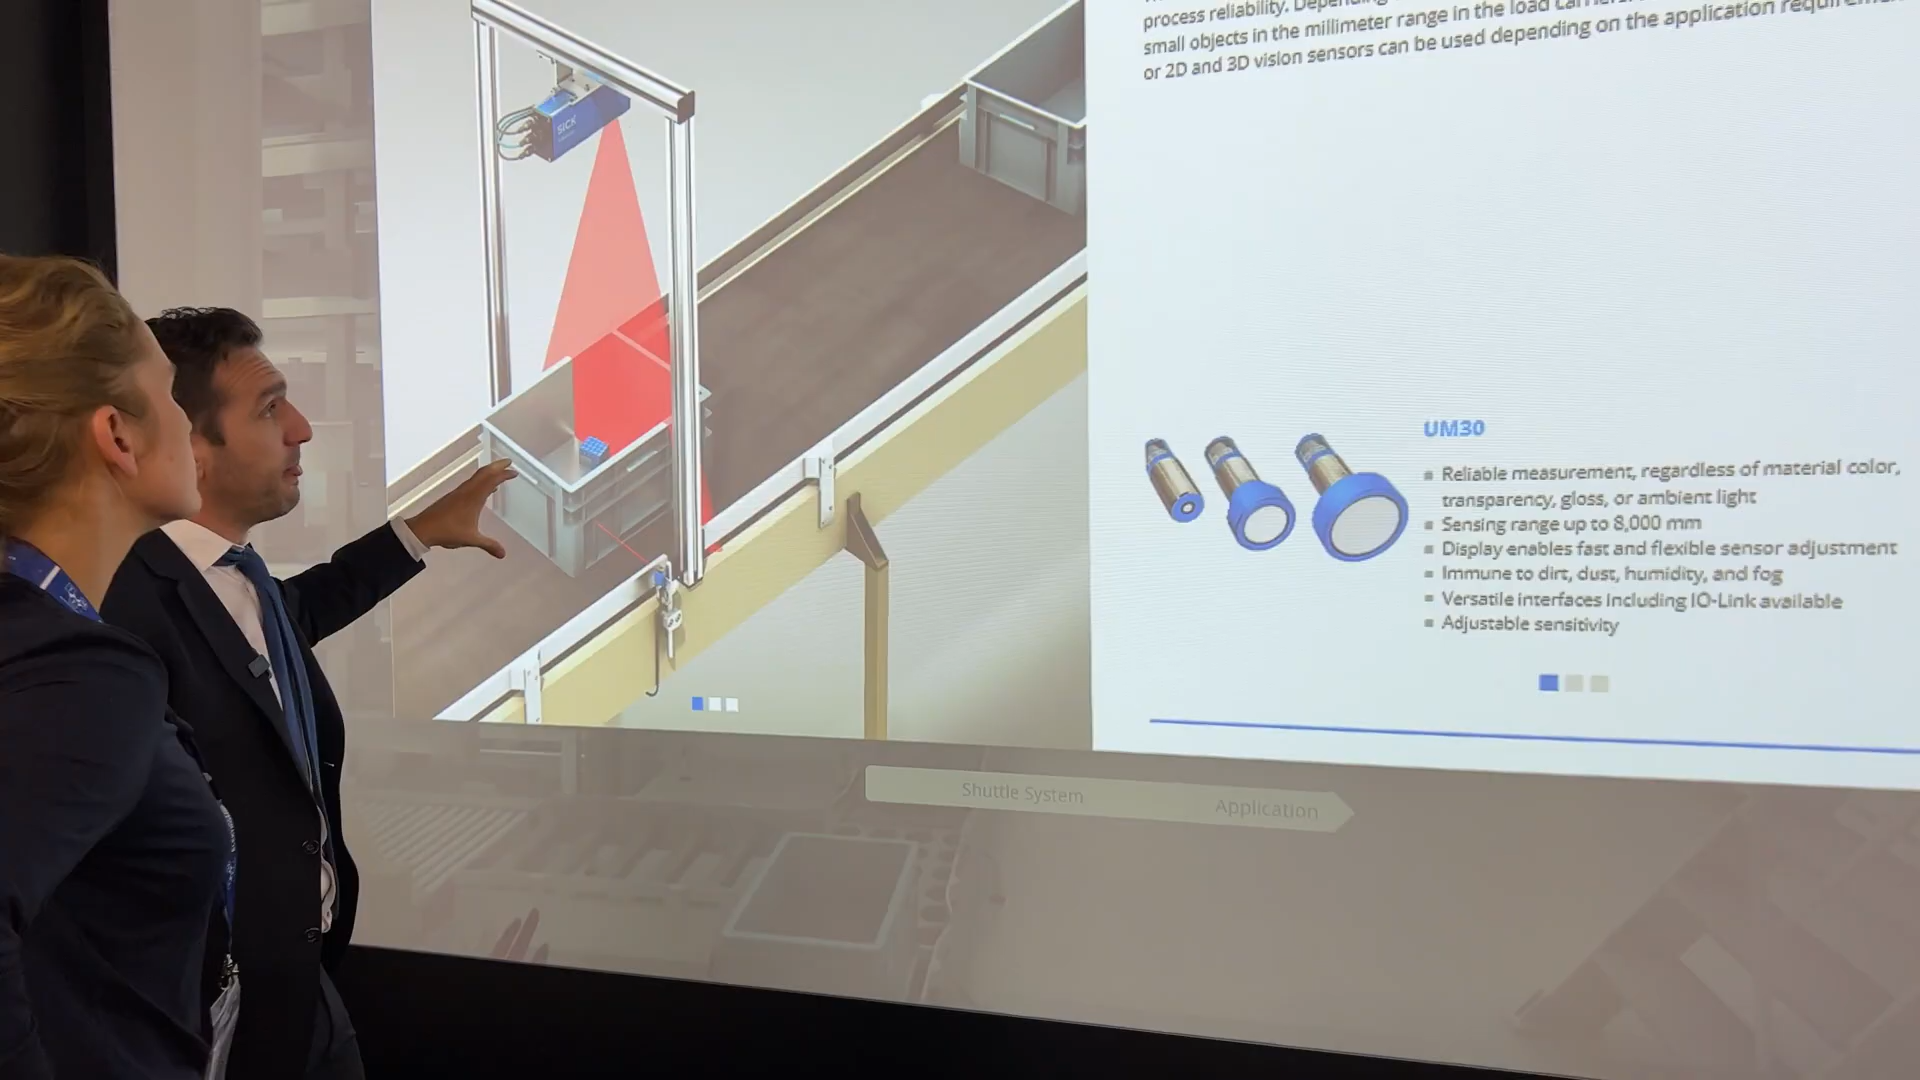 process reliability. Depending
small objects in the millimeter range in the load
or 2D and 3D vision sensors can be used depending on the application
SICK
UM30
Reliable measurement, regardless of material color,
transparency, gloss, or ambient light
Sensing range up to 8,000 mm
Display enables fast and flexible sensor adjustment
Immune to dirt, dust, humidity, and fog
Versatile interfaces including IO-Link available
Adjustable sensitivity
Shuttle System
Application